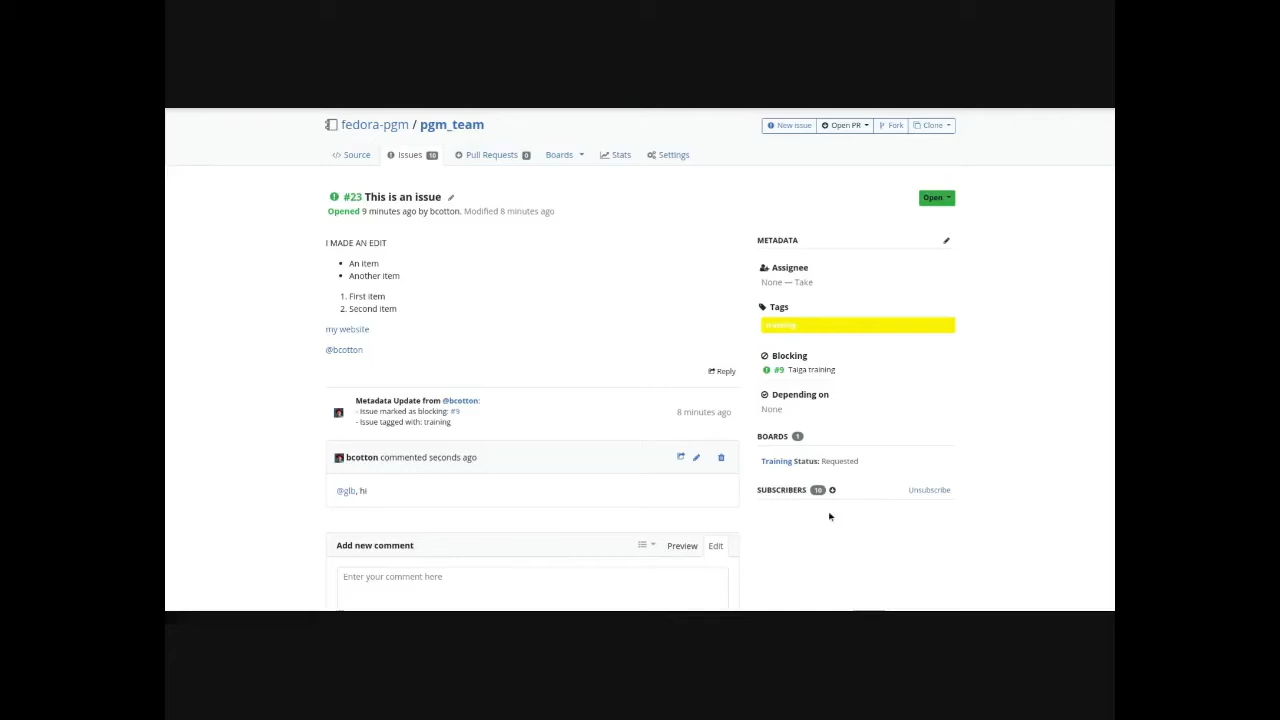 fedora-pgm / pgm_team
New issue Open PR Fork Clone
Source Issues 10 Pull Requests 0 Boards Stats Settings
#23 This is an issue
Open
Opened 9 minutes ago by bcotton. Modified 8 minutes ago
METADATA
I MADE AN EDIT
An item
Another item
1. First item
2. Second item
my website
@bcotton
Reply
Assignee
None — Take
Tags
training
Blocking
#9 Taiga training
Depending on
None
Metadata Update from @bcotton:
- Issue marked as blocking: #9
- Issue tagged with: training
8 minutes ago
BOARDS 1
Training Status: Requested
SUBSCRIBERS 10
Unsubscribe
bcotton commented seconds ago
@glb, hi
Add new comment
Preview Edit
Enter your comment here